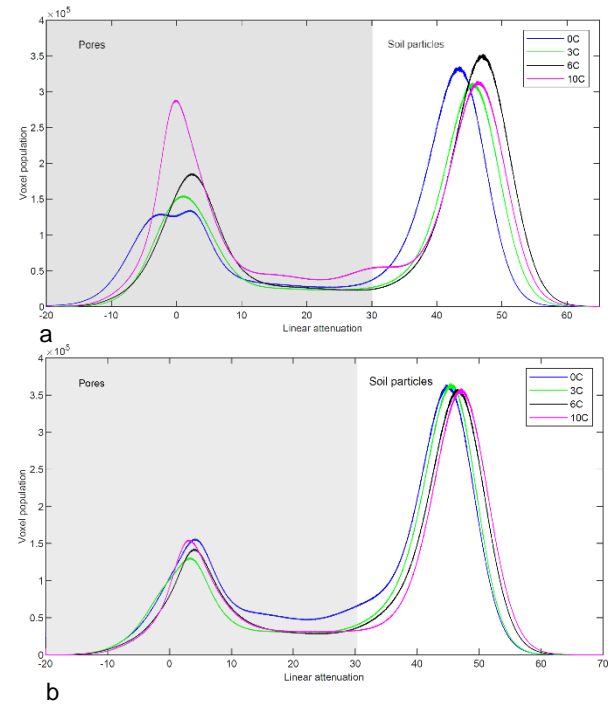 ×10^5
4
3.5
3
2.5
2
1.5
1
0.5
0
Voxel population
Pores
Soil particles
0C
3C
6C
10C
-20 -10 0 10 20 30 40 50 60
Linear attenuation
a
×10^5
4
3.5
3
2.5
2
1.5
1
0.5
0
Voxel population
Pores
Soil particles
0C
3C
6C
10C
-20 -10 0 10 20 30 40 50 60 70
Linear attenuation
b